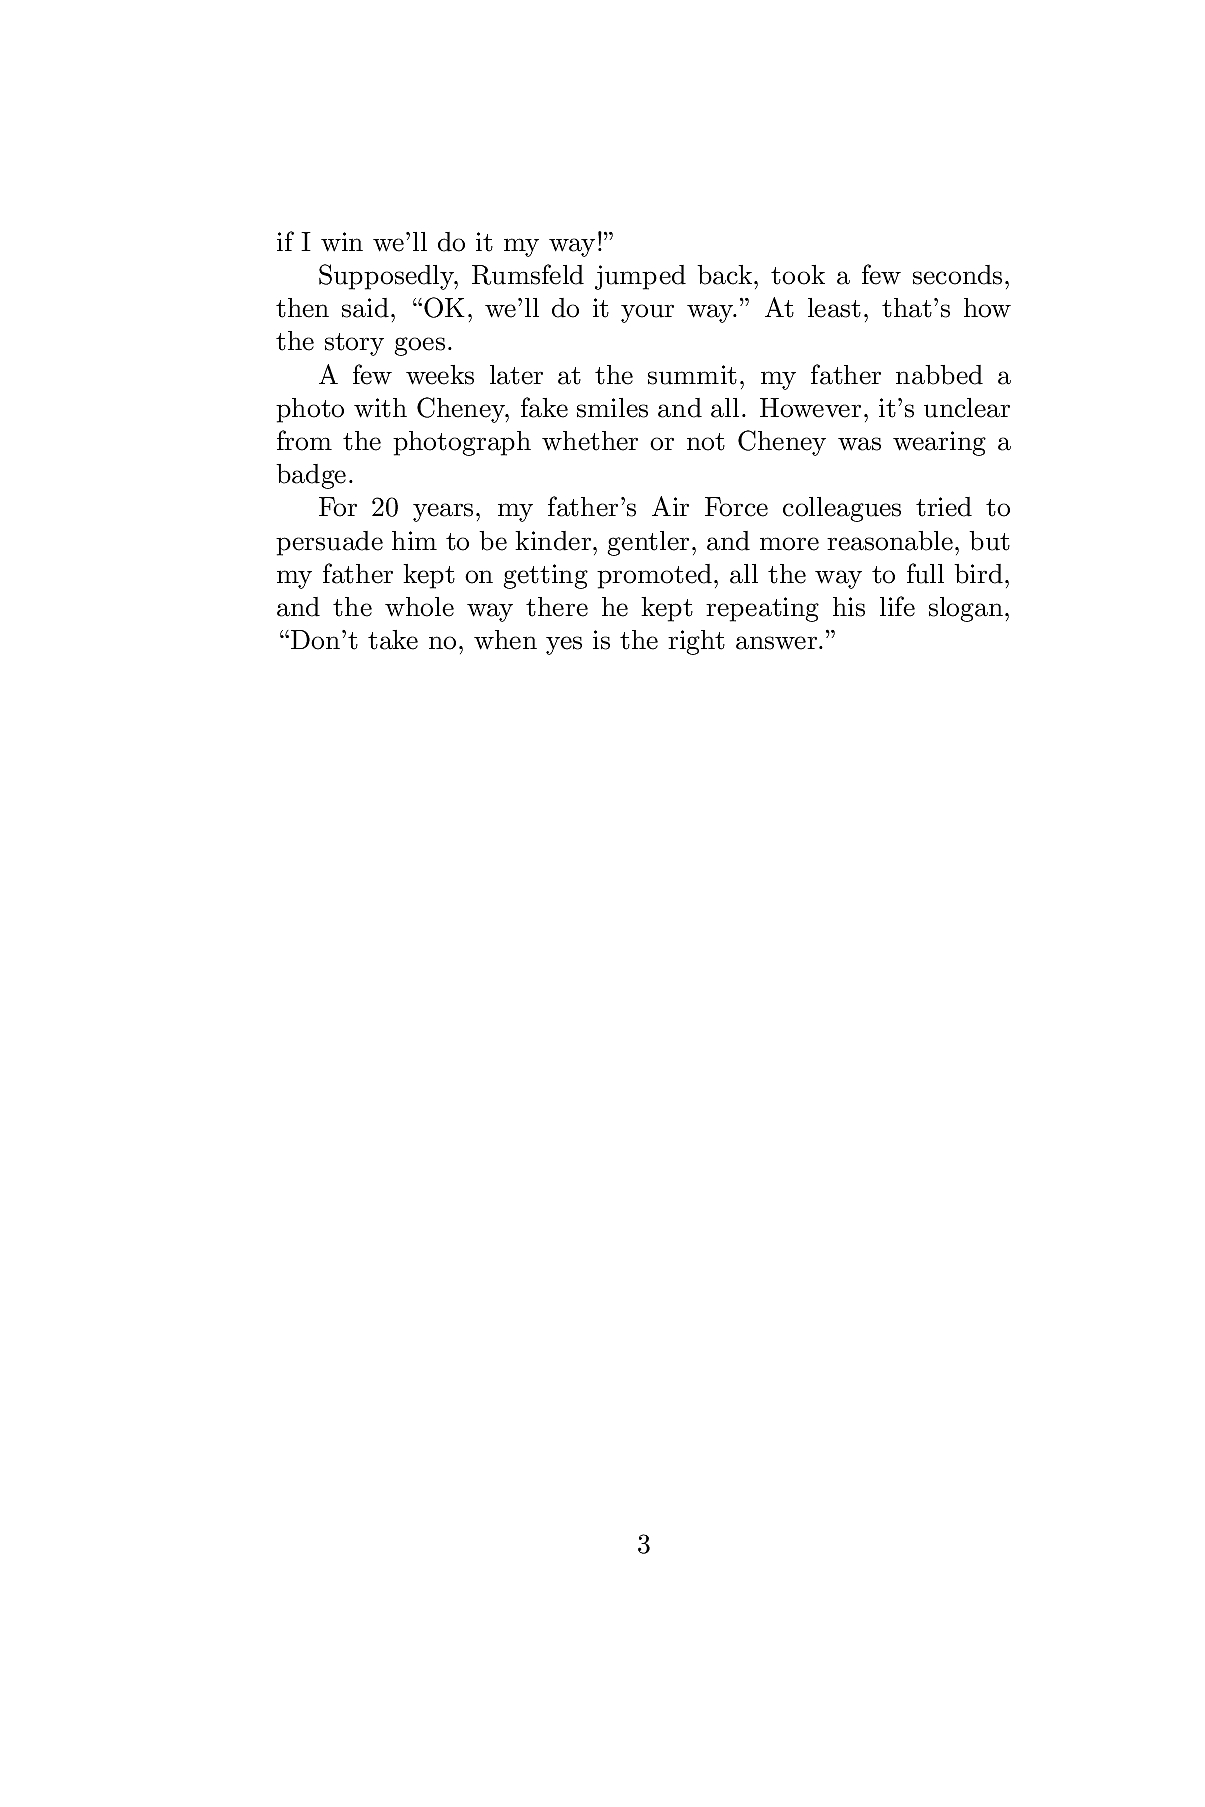 if I win we’ll do it my way!”
Supposedly, Rumsfeld jumped back, took a few seconds,
then said, “OK, we’ll do it your way.” At least, that’s how
the story goes.
A few weeks later at the summit, my father nabbed a
photo with Cheney, fake smiles and all. However, it’s unclear
from the photograph whether or not Cheney was wearing a
badge.
For 20 years, my father’s Air Force colleagues tried to
persuade him to be kinder, gentler, and more reasonable, but
my father kept on getting promoted, all the way to full bird,
and the whole way there he kept repeating his life slogan,
“Don’t take no, when yes is the right answer.”
3